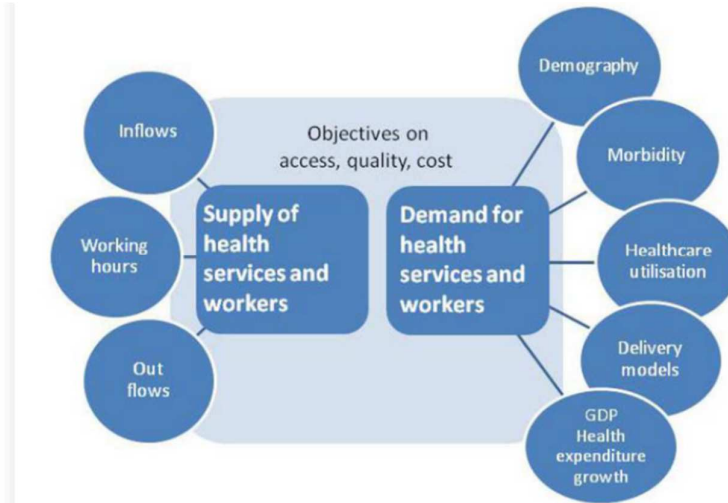 Objectives on
access, quality, cost
Inflows
Working
hours
Out
flows
Supply of
health
services and
workers
Demand for
health
services and
workers
Demography
Morbidity
Healthcare
utilisation
Delivery
models
GDP
Health
expenditure
growth